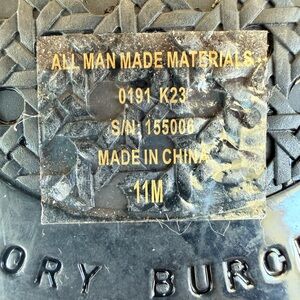 ALL MAN MADE MATERIALS
0191 K23
S/N: 155006
MADE IN CHINA
11M
ORY BURC